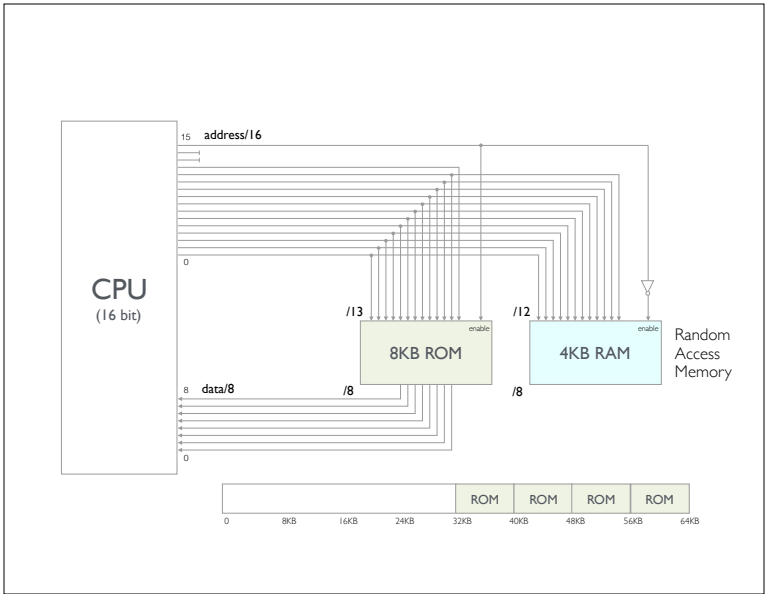 15 address/16
0
CPU
(16 bit)
/13
/12
enable
enable
8KB ROM
4KB RAM
Random
Access
Memory
8 data/8
/8
/8
0
ROM ROM ROM ROM
0 8KB 16KB 24KB 32KB 40KB 48KB 56KB 64KB